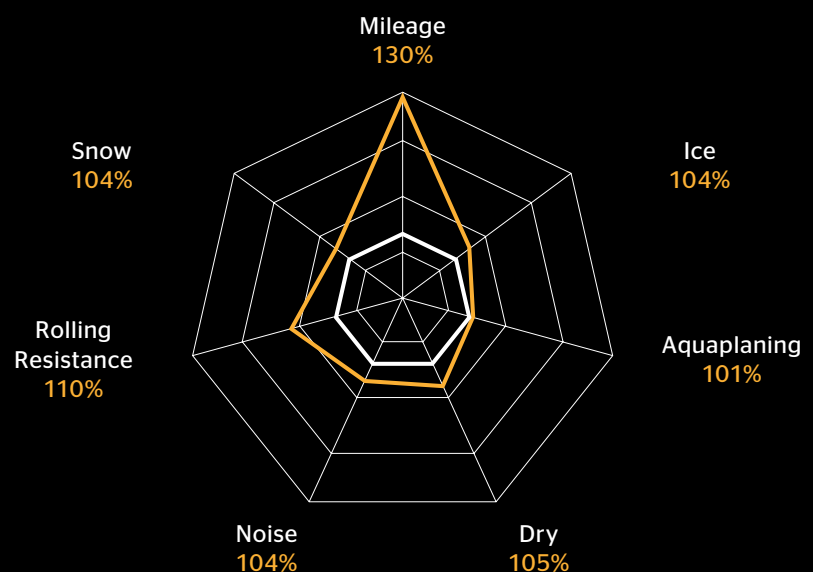 Mileage
130%
Snow
104%
Ice
104%
Rolling
Resistance
110%
Aquaplaning
101%
Noise
104%
Dry
105%